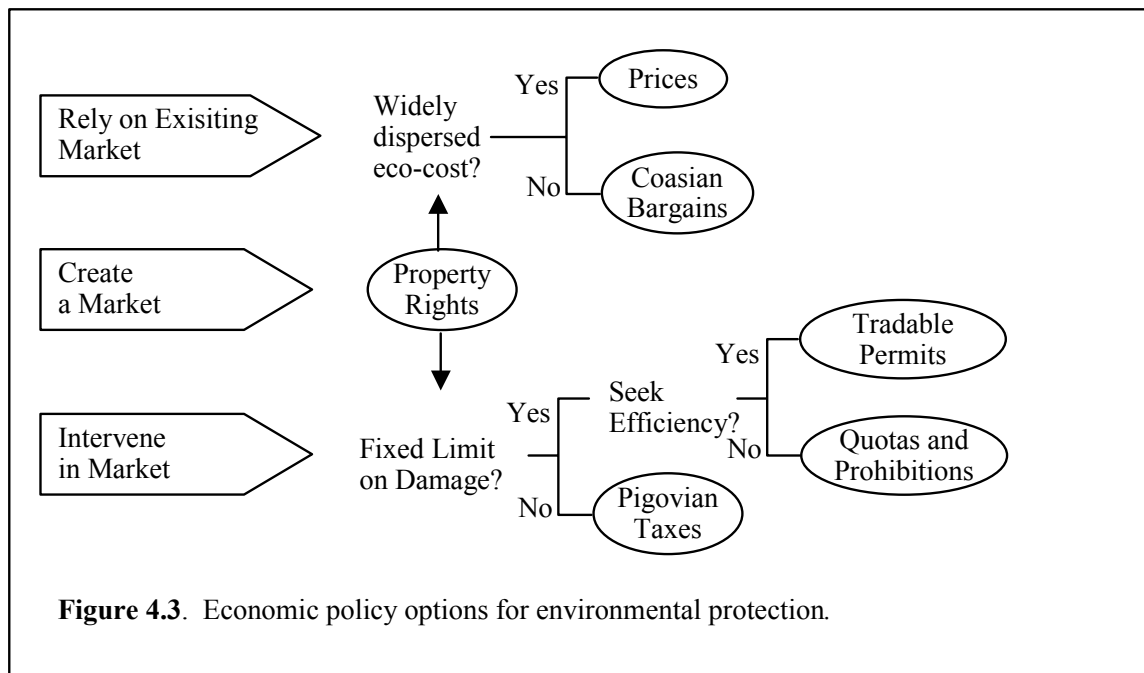 Rely on Exisiting
Market
Widely
dispersed
eco-cost?
Yes
Prices
No
Coasian
Bargains
Create
a Market
Property
Rights
Intervene
in Market
Fixed Limit
on Damage?
Yes
Seek
Efficiency?
Yes
Tradable
Permits
No
Quotas and
Prohibitions
No
Pigovian
Taxes
Figure 4.3. Economic policy options for environmental protection.